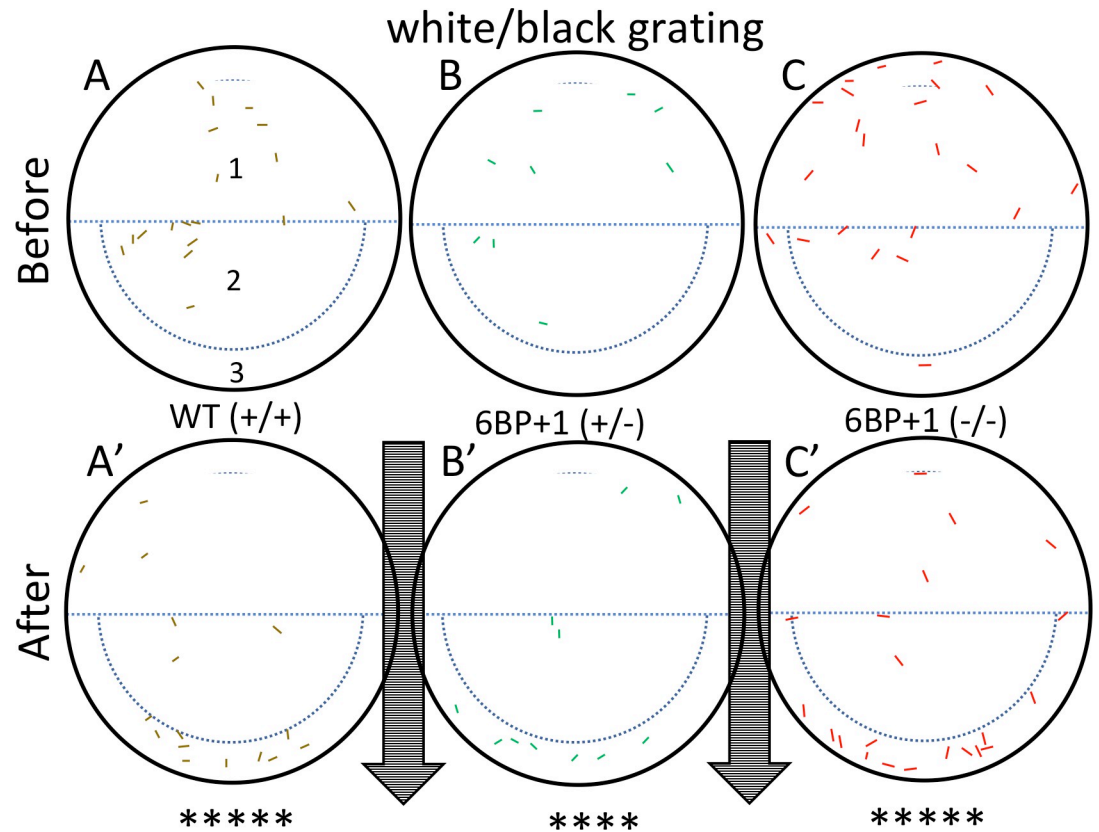 white/black grating
A
B
C
Before
1
2
3
WT (+/+)
6BP+1 (+/-)
6BP+1 (-/-)
A’
B’
C’
After
*****
****
*****